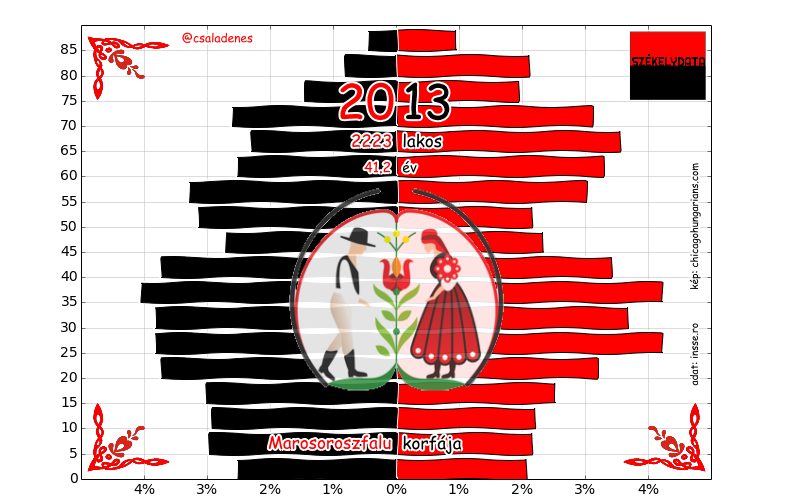 @csaladenes
SZÉKELYDATA
2013
2223 lakos
41,2 év
kép: chicagohungarians.com
adat: insse.ro
Marosoroszfalu korfája
85
80
75
70
65
60
55
50
45
40
35
30
25
20
15
10
5
0
4% 3% 2% 1% 0% 1% 2% 3% 4%